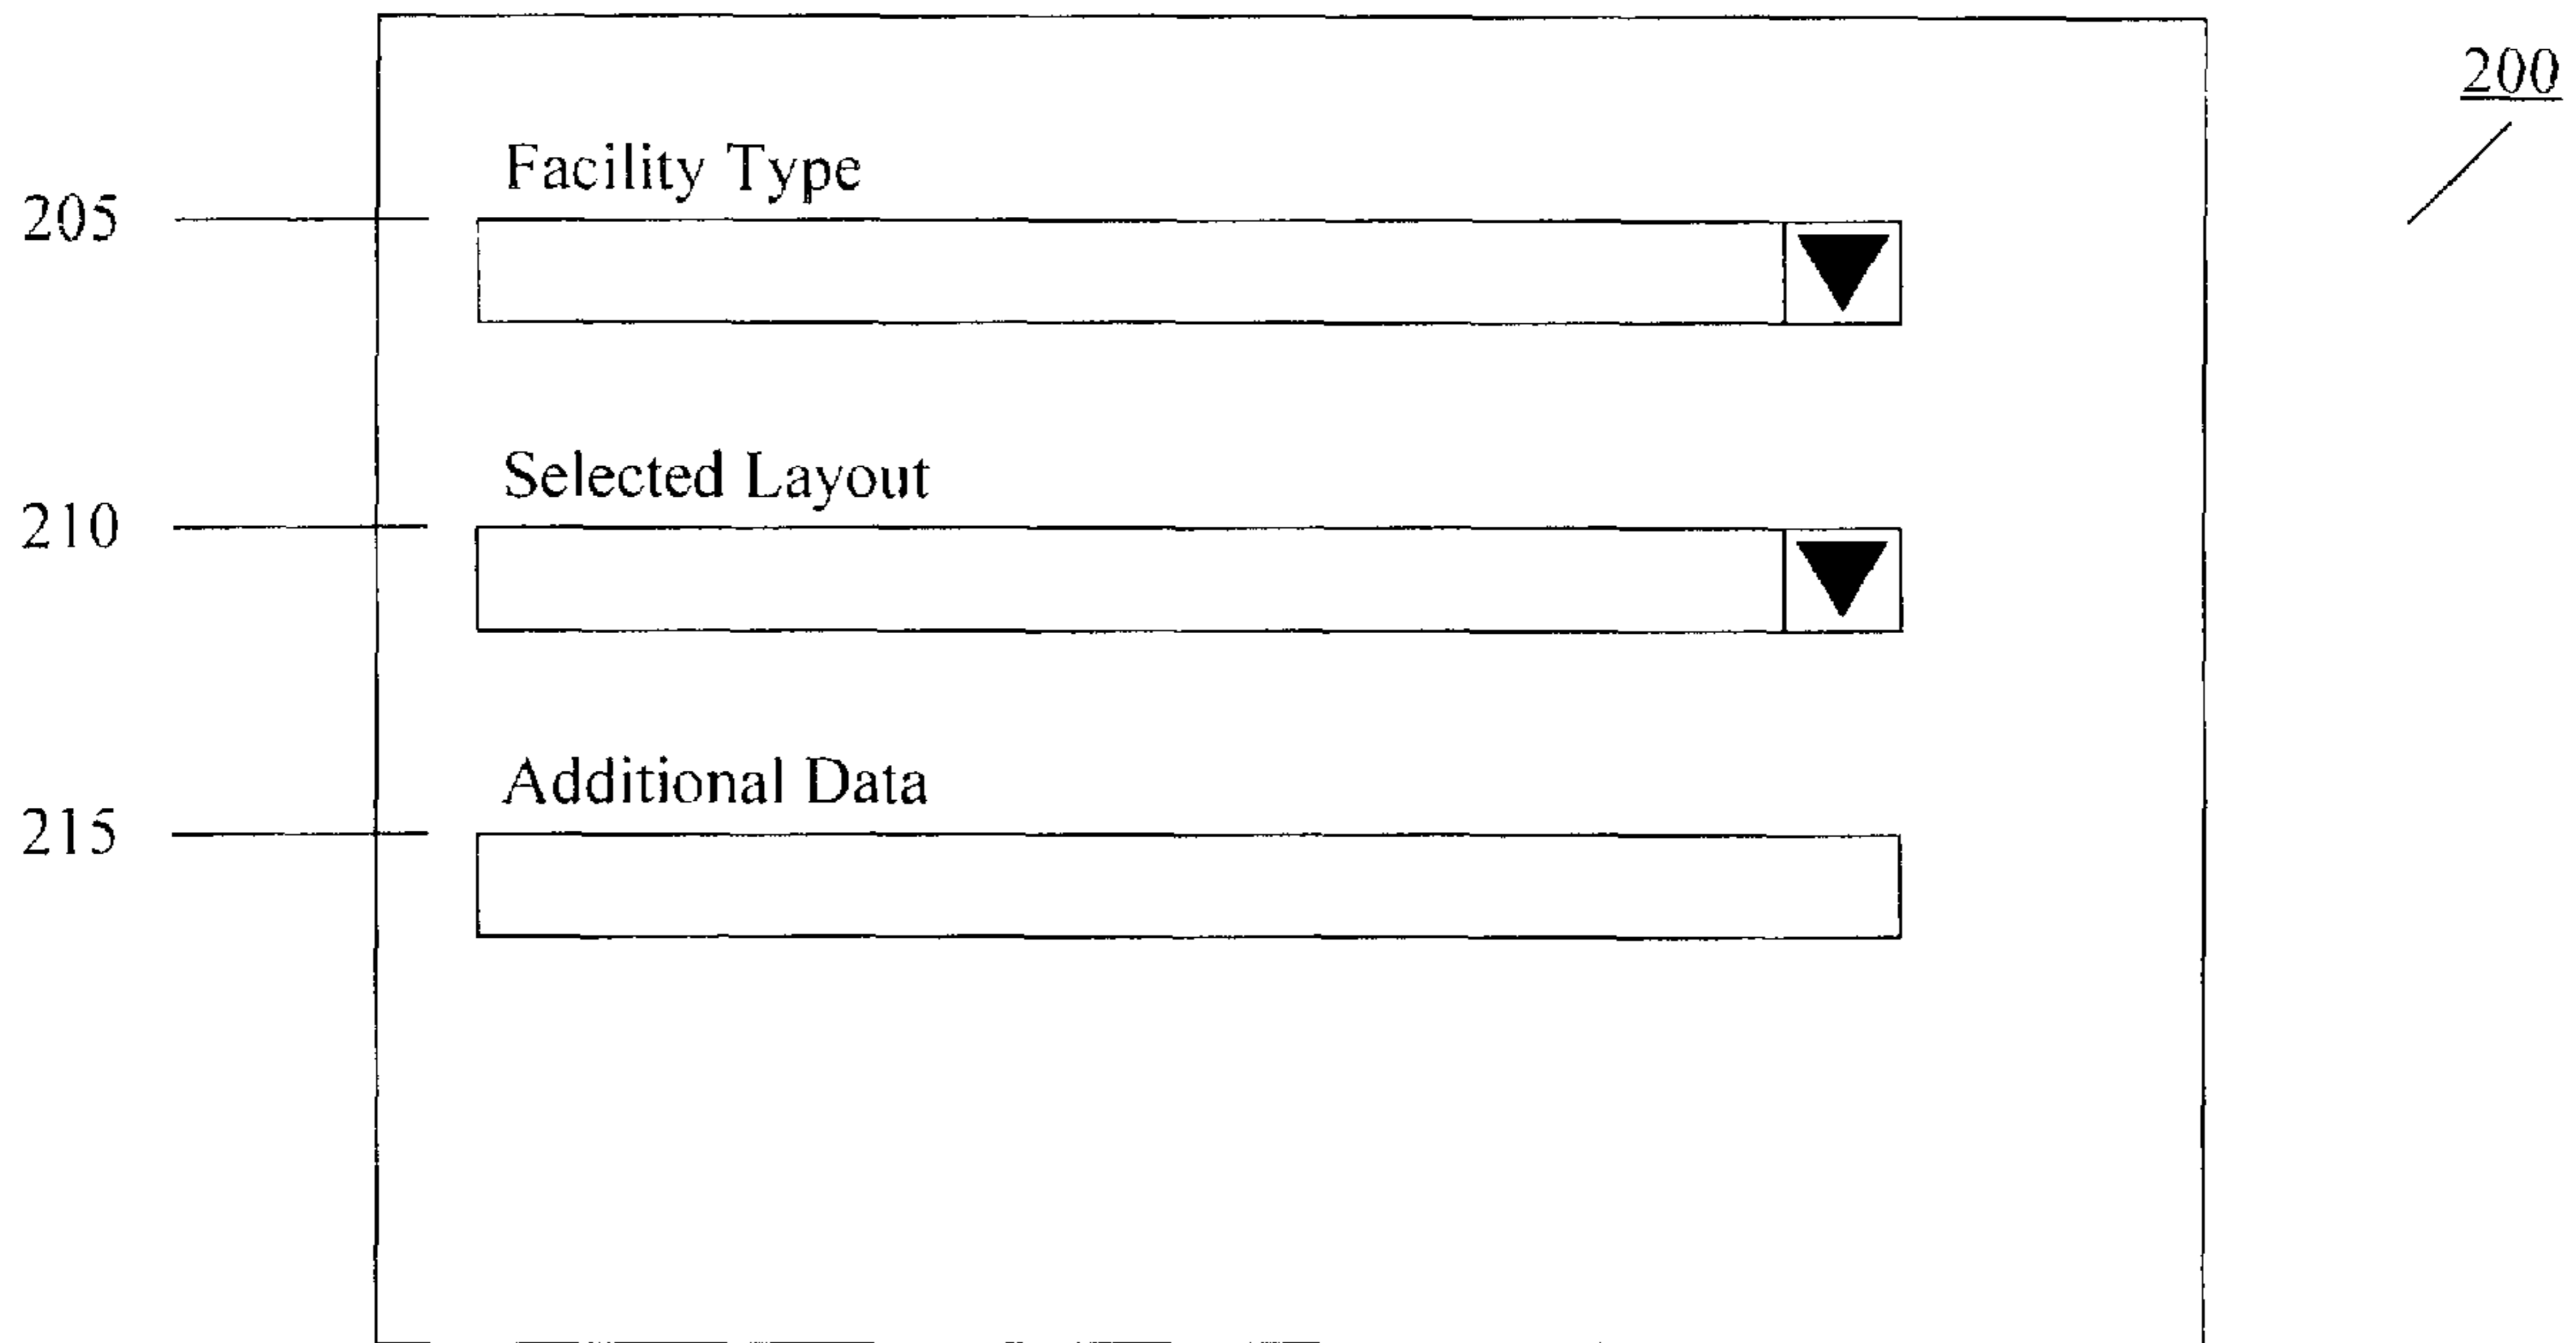 200
Facility Type
205
Selected Layout
210
Additional Data
215